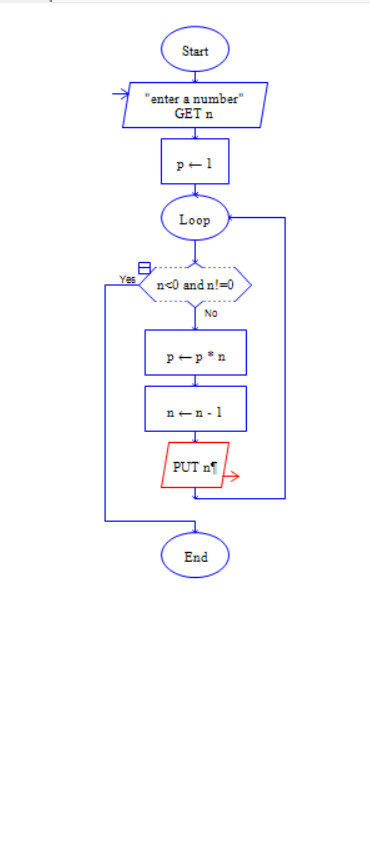 Start
"enter a number"
GET n
p ← 1
Loop
Yes
n<0 and n!=0
No
p ← p * n
n ← n - 1
PUT n¶
End